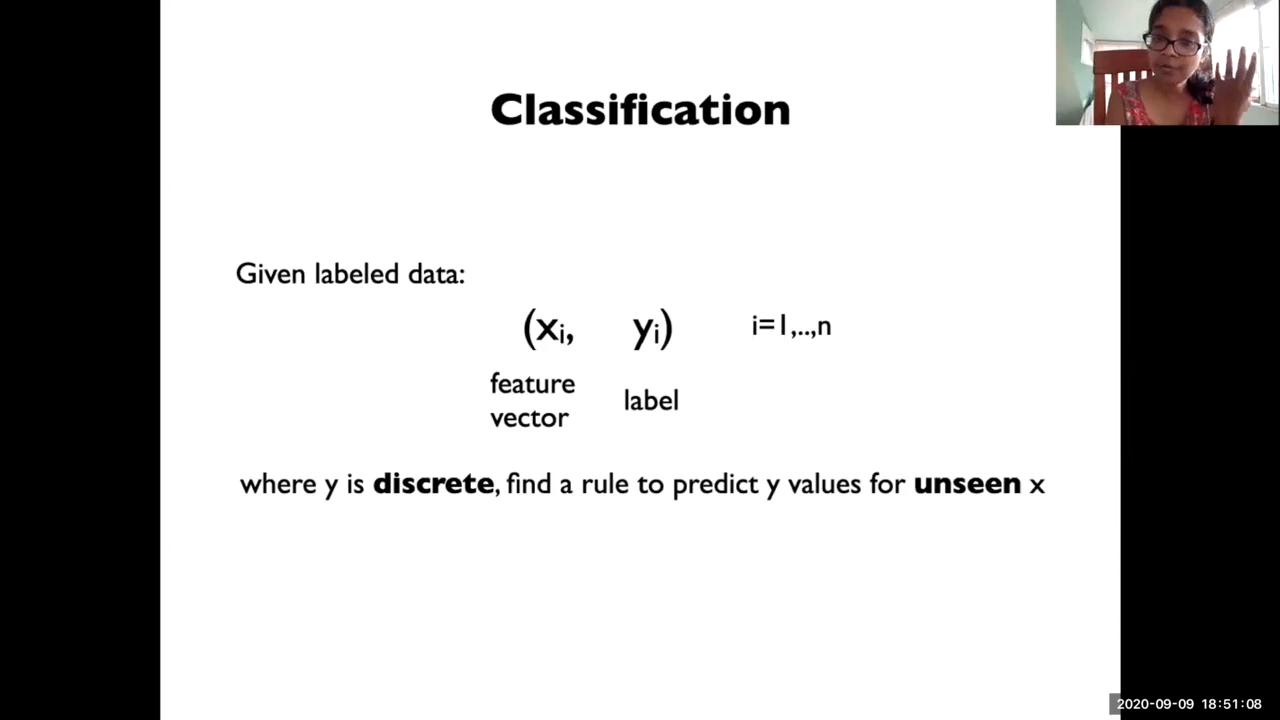 Classification
Given labeled data:
(xi, yi) i=1,..,n
feature
vector
label
where y is discrete, find a rule to predict y values for unseen x
2020-09-09 18:51:08